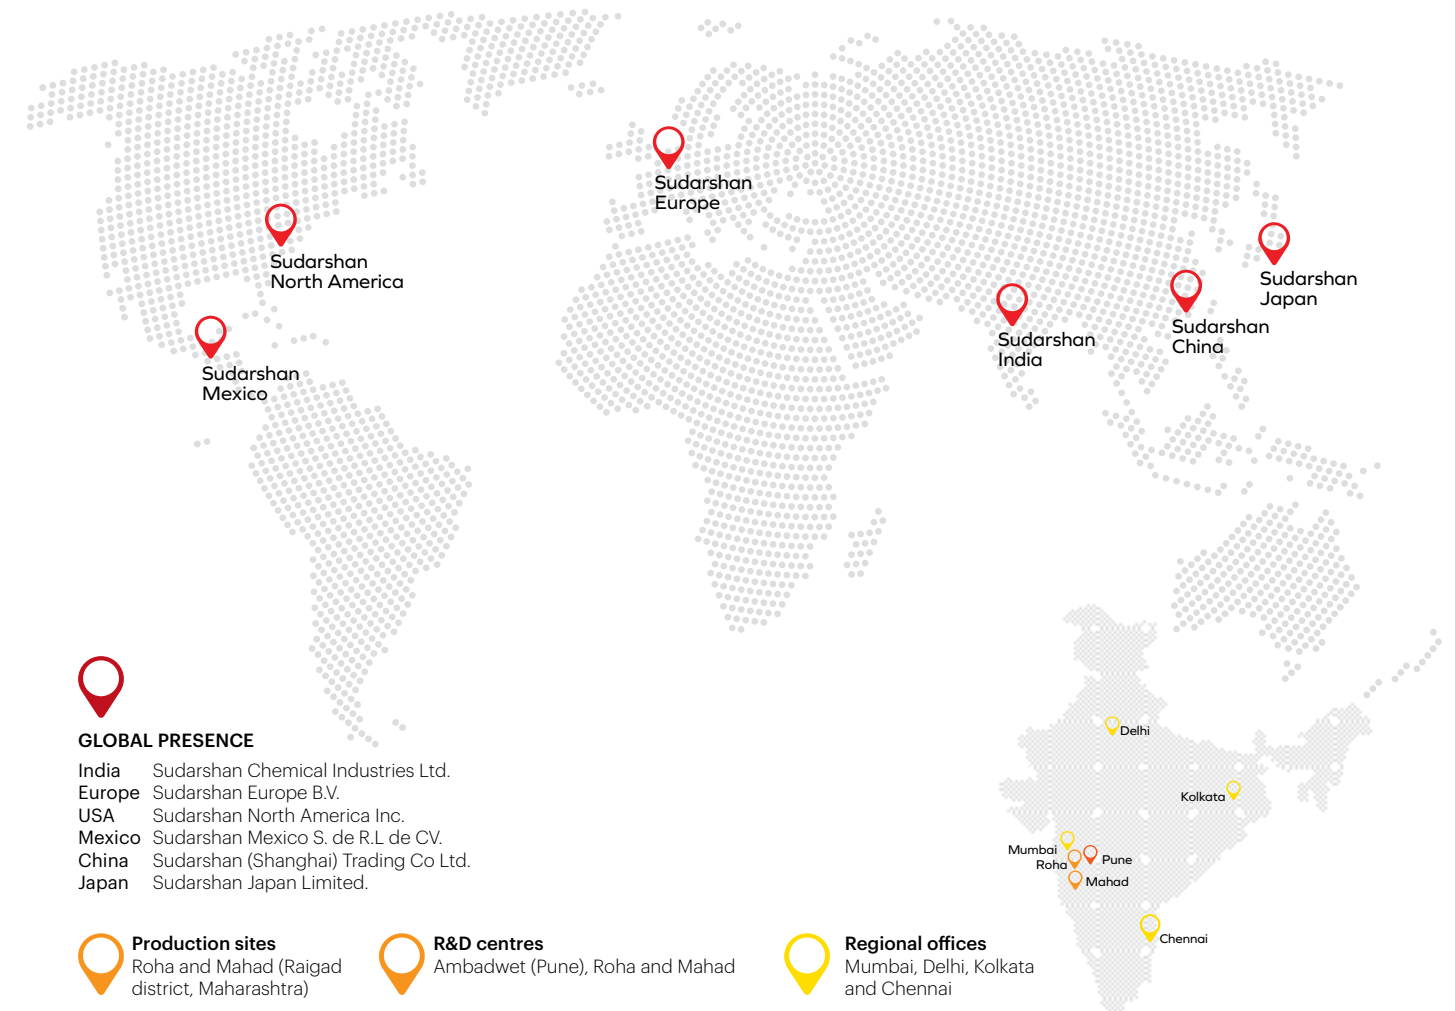 Sudarshan
Europe
Sudarshan
North America
Sudarshan
Mexico
Sudarshan
Japan
Sudarshan
China
Sudarshan
India
GLOBAL PRESENCE
India Sudarshan Chemical Industries Ltd.
Europe Sudarshan Europe B.V.
USA Sudarshan North America Inc.
Mexico Sudarshan Mexico S. de R.L de CV.
China Sudarshan (Shanghai) Trading Co Ltd.
Japan Sudarshan Japan Limited.
Delhi
Kolkata
Mumbai
Roha
Pune
Mahad
Chennai
Production sites
Roha and Mahad (Raigad
district, Maharashtra)
R&D centres
Ambadwet (Pune), Roha and Mahad
Regional offices
Mumbai, Delhi, Kolkata
and Chennai